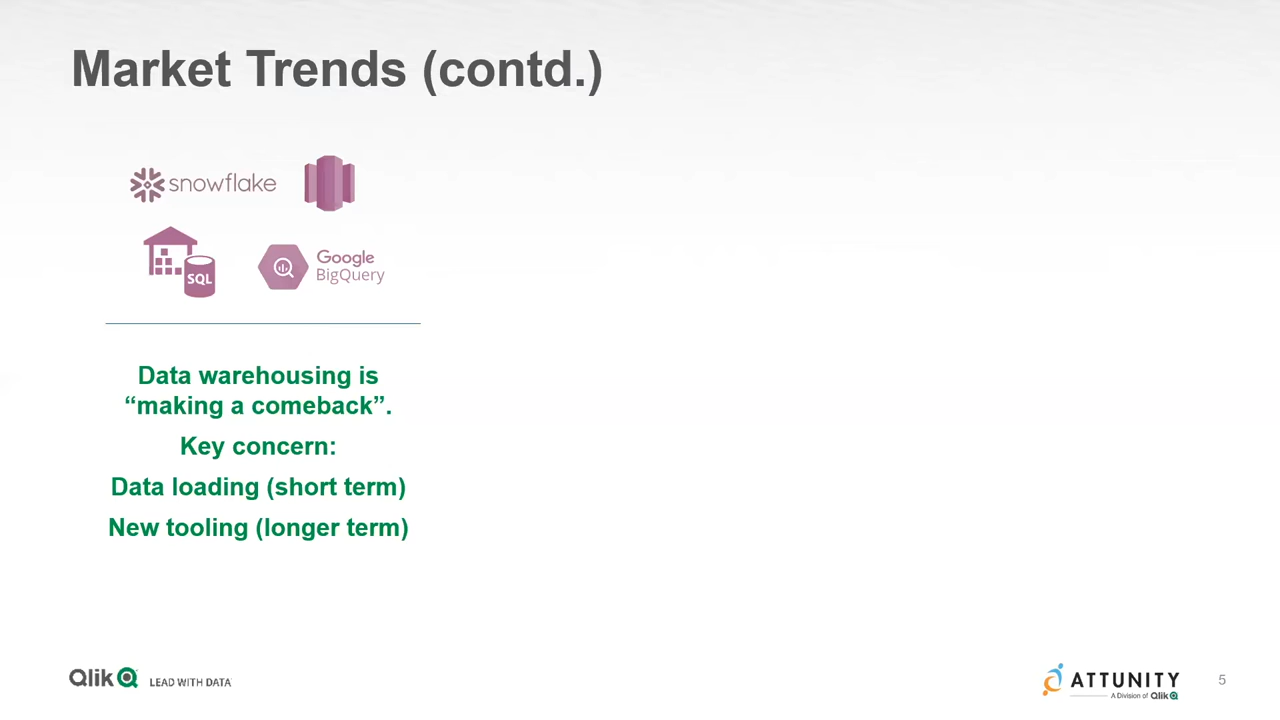 Market Trends (contd.)
snowflake
SQL
Google
BigQuery
Data warehousing is
“making a comeback”.
Key concern:
Data loading (short term)
New tooling (longer term)
Qlik LEAD WITH DATA
ATTUNITY
A Division of Qlik
5